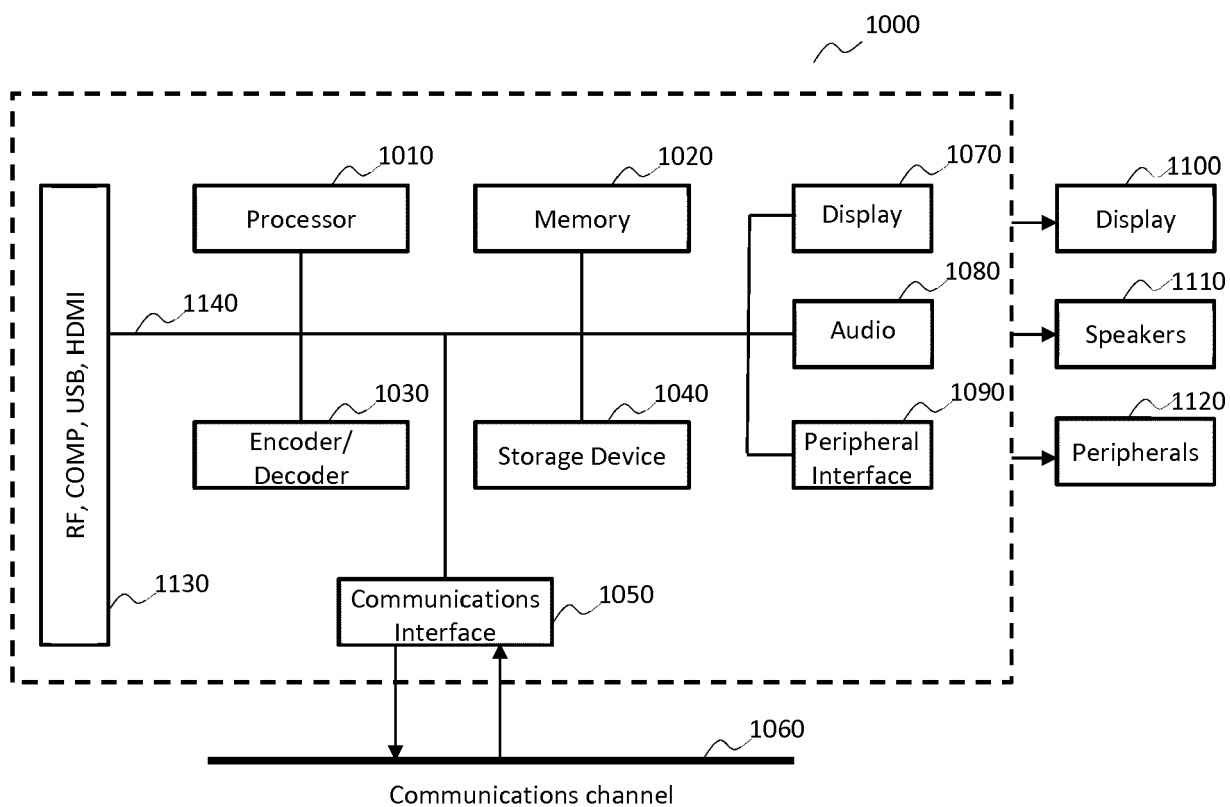 1000
1010
1020
1070
1100
Processor
Memory
Display
Display
1140
1080
1110
RF, COMP, USB, HDMI
Audio
Speakers
1030
1040
1090
1120
Encoder/
Decoder
Storage Device
Peripheral
Interface
Peripherals
1130
Communications
Interface
1050
1060
Communications channel